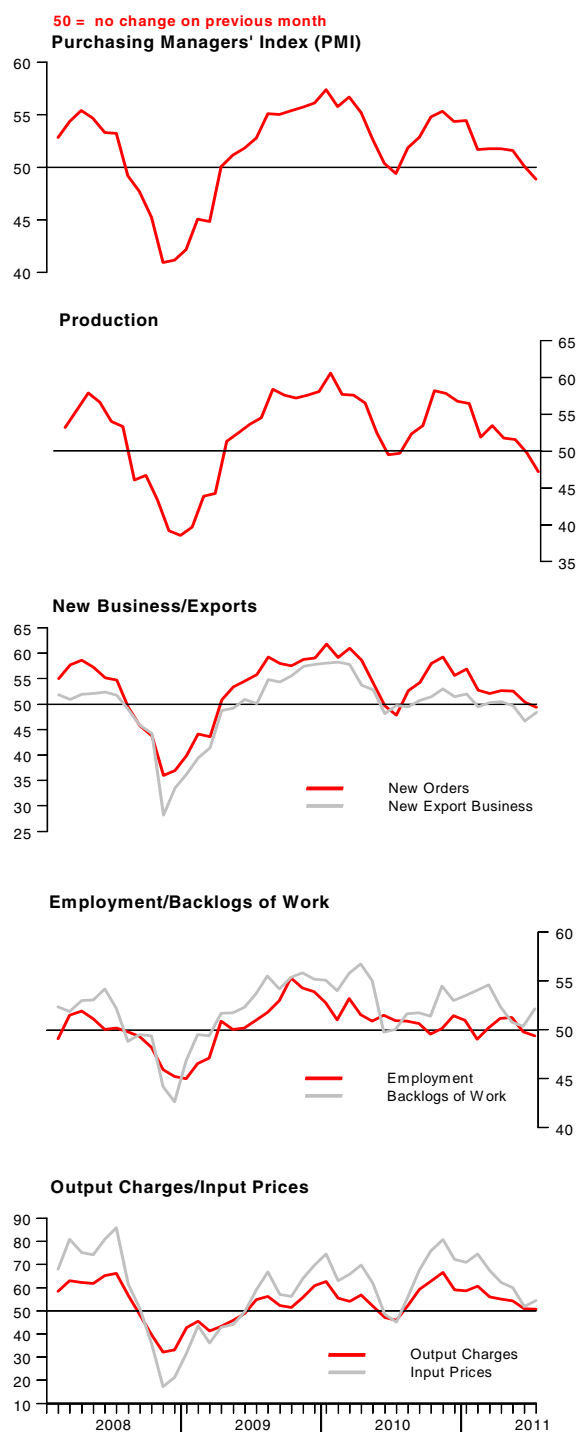 50 = no change on previous month
Purchasing Managers' Index (PMI)
60
55
50
45
40
Production
65
60
55
50
45
40
35
New Business/Exports
65
60
55
50
45
40
35
30
25
New Orders
New Export Business
Employment/Backlogs of Work
60
55
50
45
40
Employment
Backlogs of Work
Output Charges/Input Prices
90
80
70
60
50
40
30
20
10
Output Charges
Input Prices
2008 2009 2010 2011